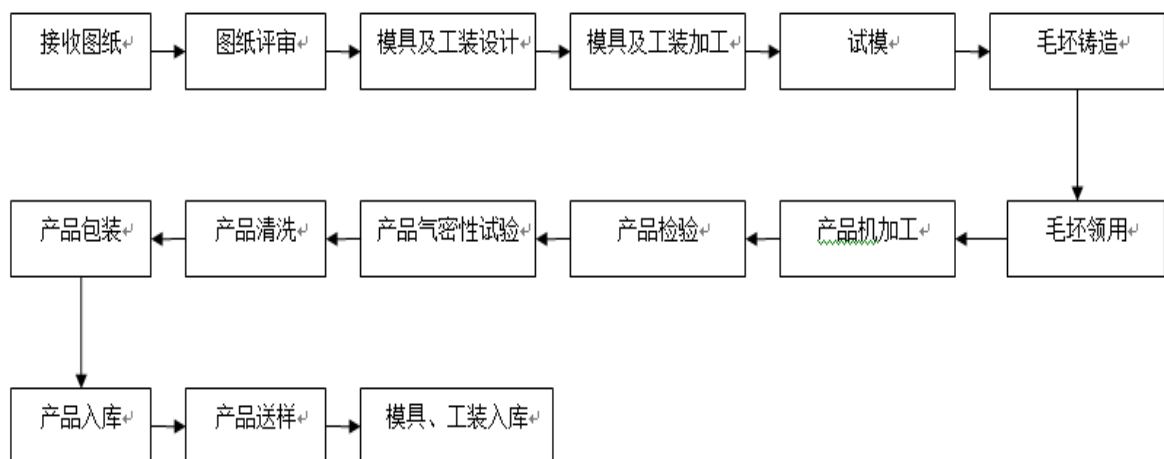 接收图纸
图纸评审
模具及工装设计
模具及工装加工
试模
毛坯铸造
毛坯领用
产品机加工
产品检验
产品气密性试验
产品清洗
产品包装
产品入库
产品送样
模具、工装入库